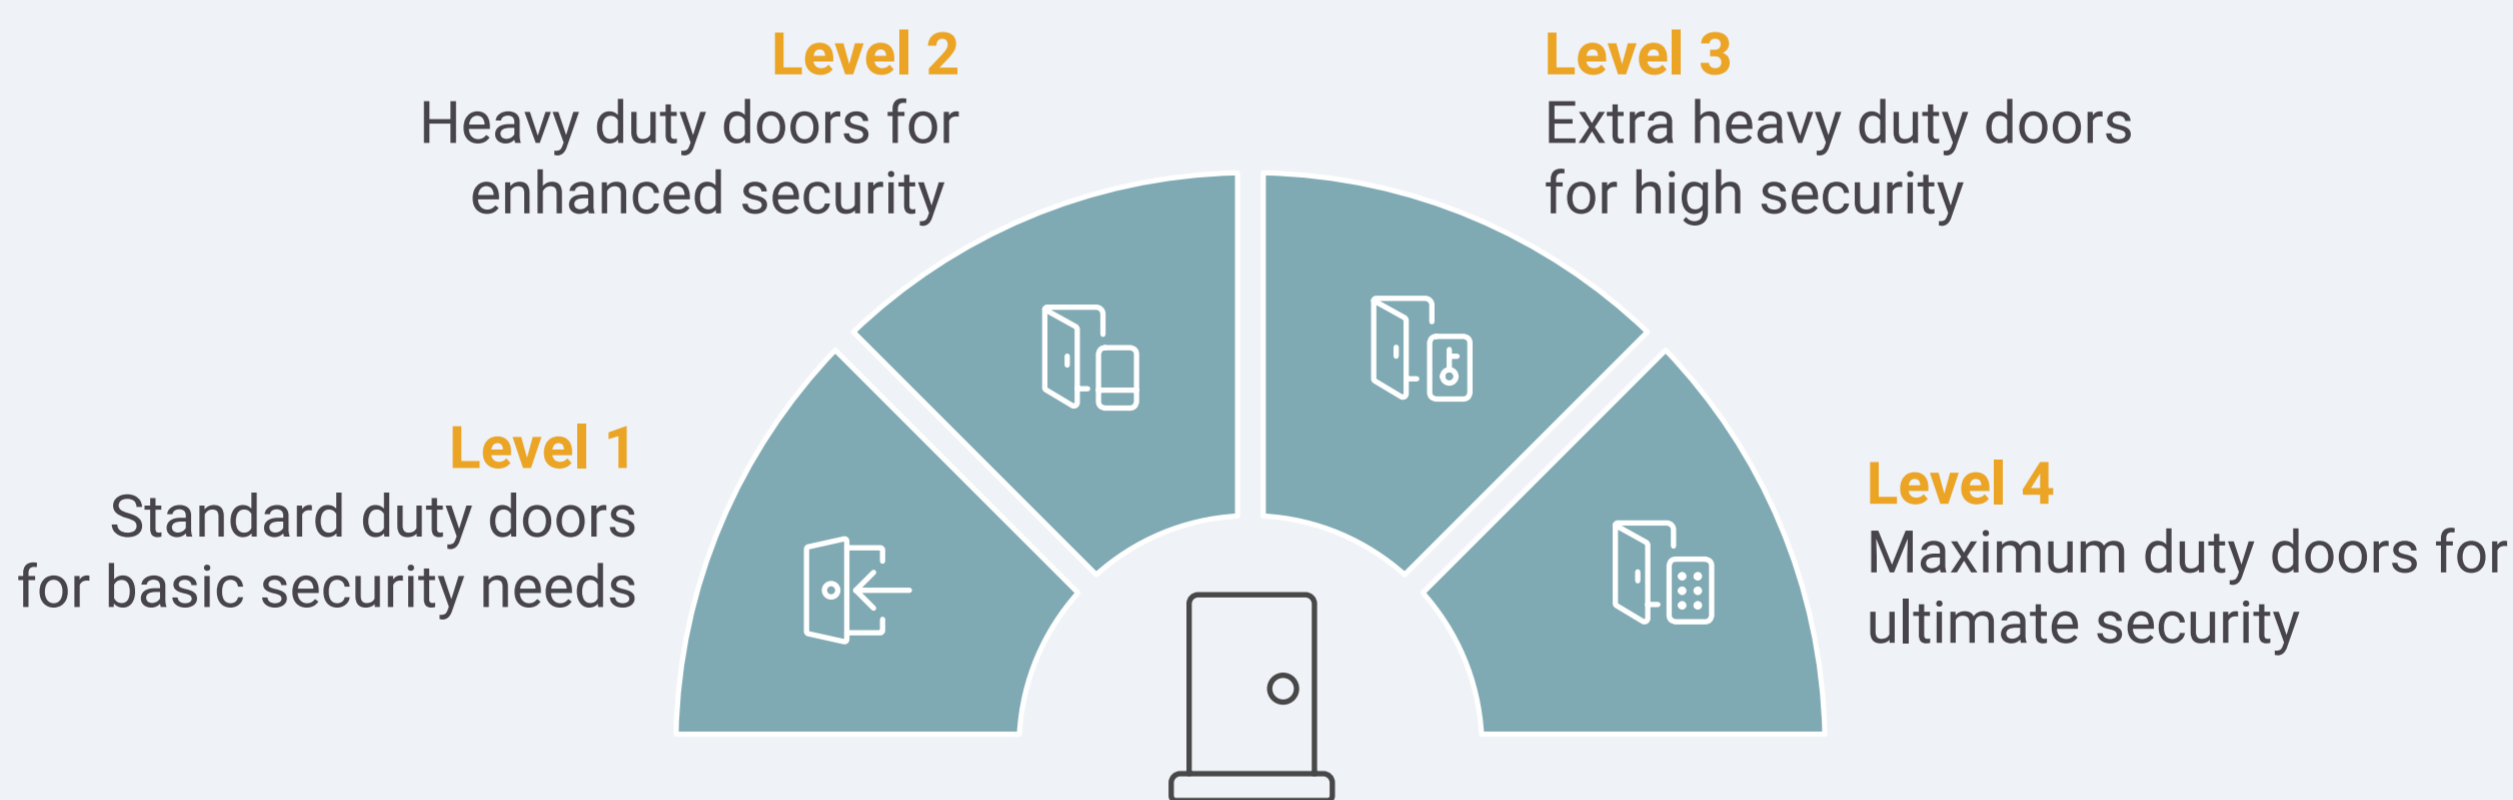 Level 1
Standard duty doors
for basic security needs
Level 2
Heavy duty doors for
enhanced security
Level 3
Extra heavy duty doors
for high security
Level 4
Maximum duty doors for
ultimate security